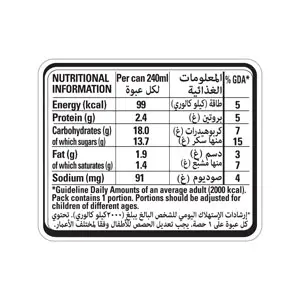 NUTRITIONAL INFORMATION Per can 240ml لكل عبوة المعلومات الغذائية % GDA*
Energy (kcal) 99 طاقة (كيلو كالوري) 5
Protein (g) 2.4 بروتين (غ) 5
Carbohydrates (g) 18.0 كربوهيدرات (غ) 7
of which sugars (g) 13.7 منها سكر (غ) 15
Fat (g) 1.9 دسم (غ) 3
of which saturates (g) 1.4 منها مشبع (غ) 7
Sodium (mg) 91 صوديوم (غ) 4
*Guideline Daily Amounts of an average adult (2000 kcal).
Pack contains 1 portion. Portions should be adjusted for
children of different ages.
*إرشادات الإستهلاك اليومي للشخص البالغ يبلغ (٢٠٠٠ كيلو كالوري). تحتوي
كل عبوة على ١ حصة. يجب تعديل الحصص للأطفال وفقا لمختلف الأعمار.